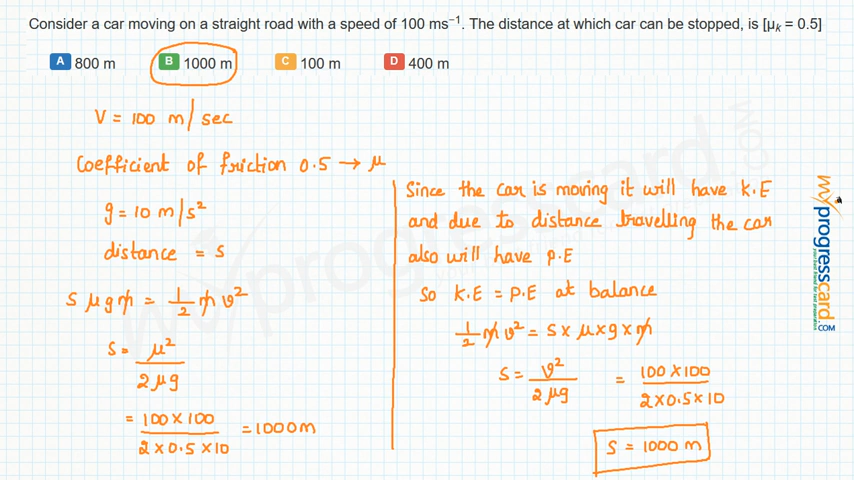 Consider a car moving on a straight road with a speed of 100 ms⁻¹. The distance at which car can be stopped, is [μₖ = 0.5]
A 800 m B 1000 m C 100 m D 400 m
V = 100 m/sec
Coefficient of friction 0.5 → μ
g = 10 m/s²
distance = s
s μ g m = 1/2 m v²
s = μ²/2μg
= 100 × 100/2 × 0.5 × 10 = 1000m
Since the car is moving it will have K.E
and due to distance travelling the car
also will have P.E
So K.E = P.E at balance
1/2 m v² = s × μ × g × m
s = v²/2μg = 100 × 100/2 × 0.5 × 10
s = 1000 m
myprogresscard
.COM